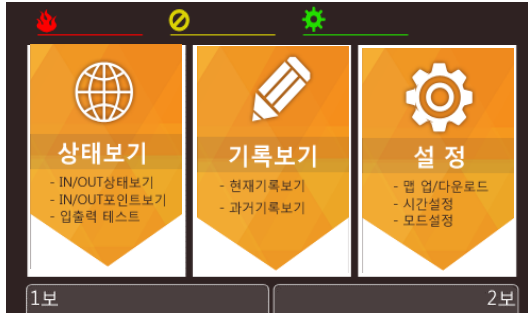 상태보기
- IN/OUT상태보기
- IN/OUT포인트보기
- 입출력 테스트
기록보기
- 현재기록보기
- 과거기록보기
설 정
- 맵 업/다운로드
- 시간설정
- 모드설정
1보
2보